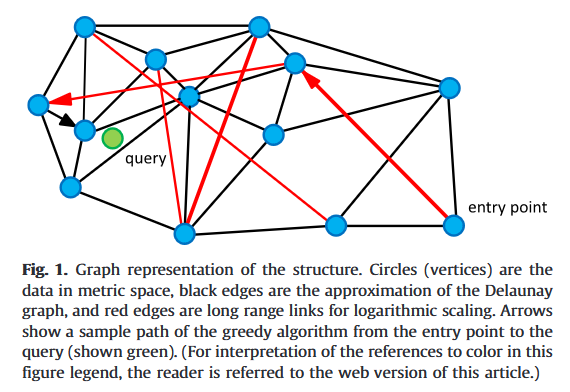 query
entry point
Fig. 1. Graph representation of the structure. Circles (vertices) are the
data in metric space, black edges are the approximation of the Delaunay
graph, and red edges are long range links for logarithmic scaling. Arrows
show a sample path of the greedy algorithm from the entry point to the
query (shown green). (For interpretation of the references to color in this
figure legend, the reader is referred to the web version of this article.)